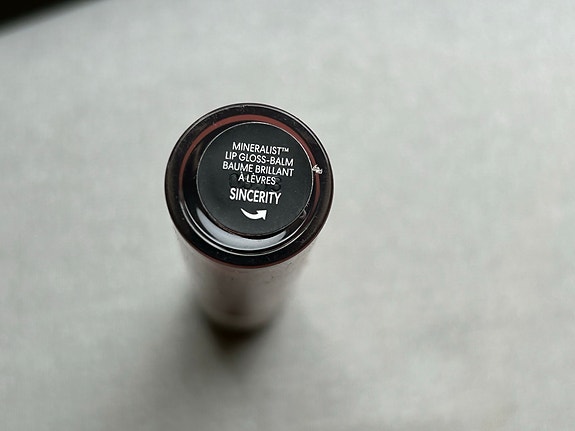 MINERALIST™
LIP GLOSS-BALM
BAUME BRILLANT
À LÈVRES
SINCERITY